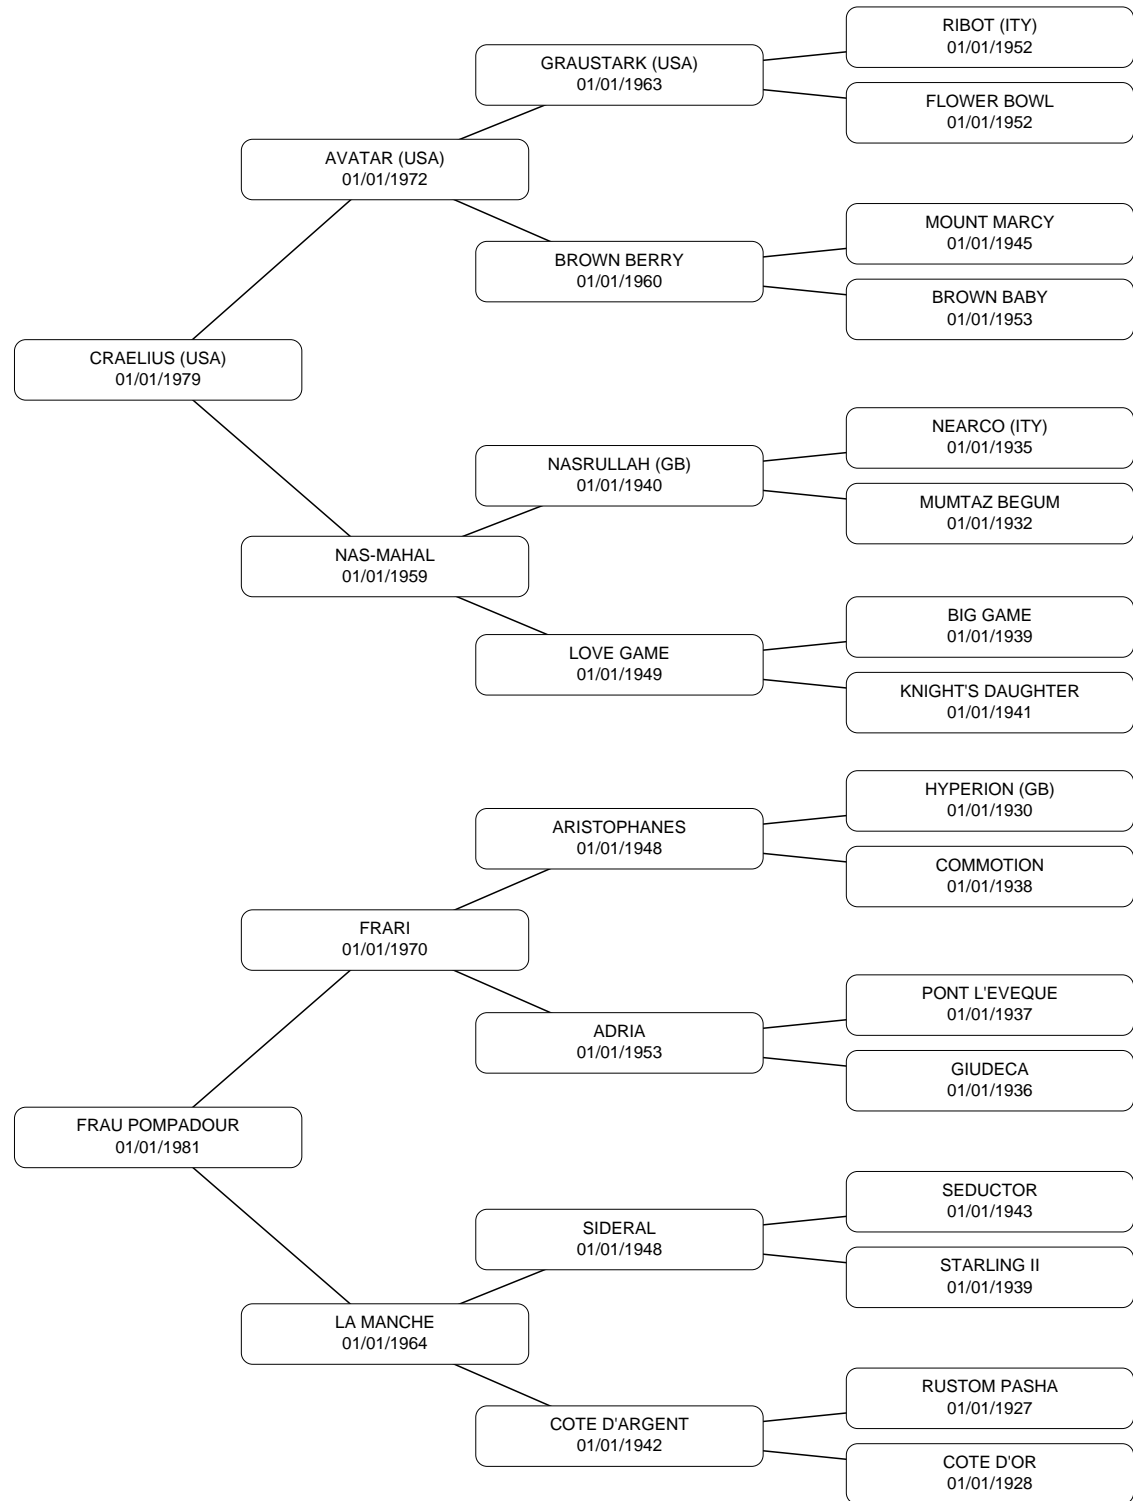 RIBOT (ITY)
01/01/1952
GRAUSTARK (USA)
01/01/1963
FLOWER BOWL
01/01/1952
AVATAR (USA)
01/01/1972
MOUNT MARCY
01/01/1945
BROWN BERRY
01/01/1960
BROWN BABY
01/01/1953
CRAELIUS (USA)
01/01/1979
NEARCO (ITY)
01/01/1935
NASRULLAH (GB)
01/01/1940
MUMTAZ BEGUM
01/01/1932
NAS-MAHAL
01/01/1959
BIG GAME
01/01/1939
LOVE GAME
01/01/1949
KNIGHT'S DAUGHTER
01/01/1941
HYPERION (GB)
01/01/1930
ARISTOPHANES
01/01/1948
COMMOTION
01/01/1938
FRARI
01/01/1970
PONT L'EVEQUE
01/01/1937
ADRIA
01/01/1953
GIUDECA
01/01/1936
FRAU POMPADOUR
01/01/1981
SEDUCTOR
01/01/1943
SIDERAL
01/01/1948
STARLING II
01/01/1939
LA MANCHE
01/01/1964
RUSTOM PASHA
01/01/1927
COTE D'ARGENT
01/01/1942
COTE D'OR
01/01/1928